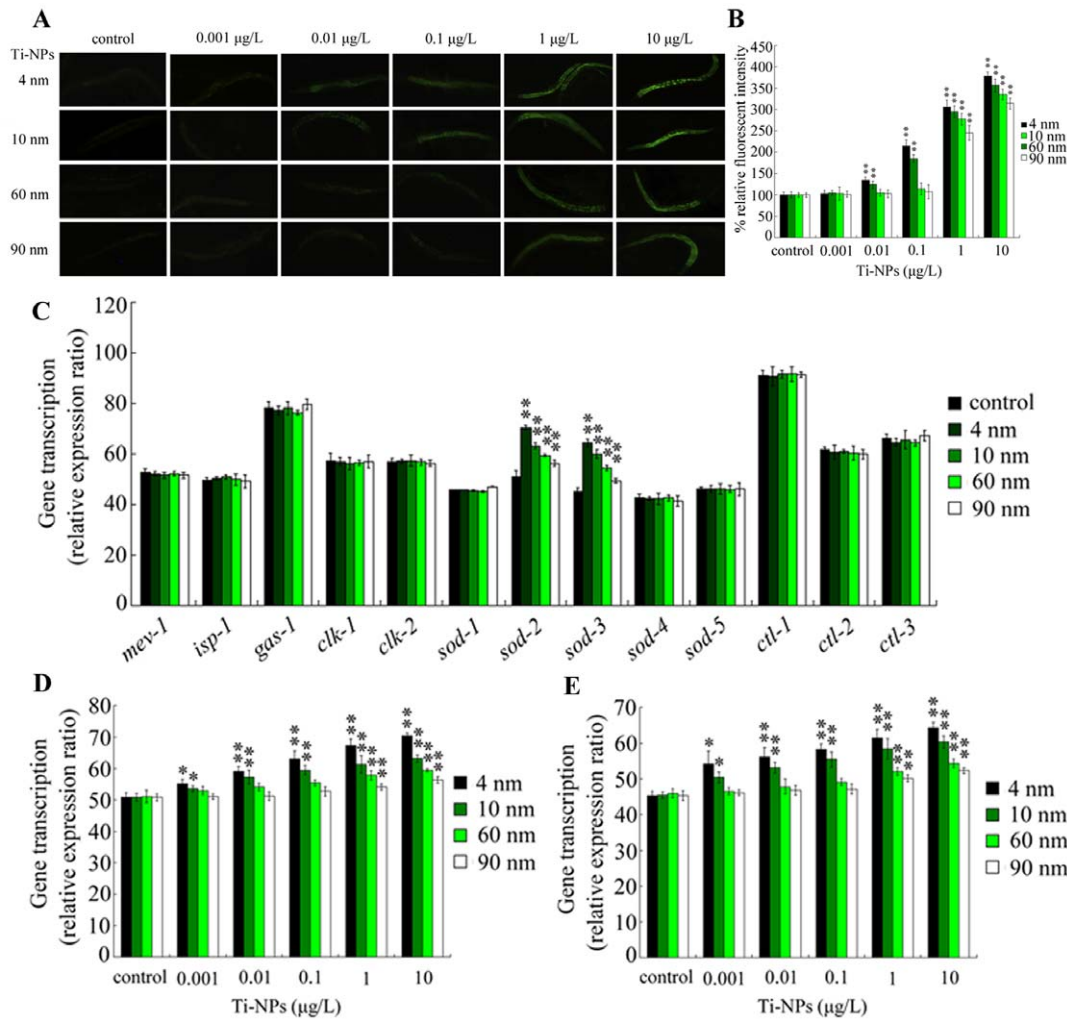 A
control 0.001 μg/L 0.01 μg/L 0.1 μg/L 1 μg/L 10 μg/L
Ti-NPs
4 nm
10 nm
60 nm
90 nm
B
% relative fluorescent intensity
450
400
350
300
250
200
150
100
50
0
** ** ** ** ** ** ** ** ** ** ** **
4 nm
10 nm
60 nm
90 nm
control 0.001 0.01 0.1 1 10
Ti-NPs (μg/L)
C
Gene transcription
(relative expression ratio)
120
100
80
60
40
20
0
** ** ** ** ** ** ** **
control
4 nm
10 nm
60 nm
90 nm
mev-1 isp-1 gas-1 clk-1 clk-2 sod-1 sod-2 sod-3 sod-4 sod-5 ctl-1 ctl-2 ctl-3
D
Gene transcription
(relative expression ratio)
80
70
60
50
40
30
20
10
0
* * ** ** ** ** ** ** ** ** ** ** ** **
4 nm
10 nm
60 nm
90 nm
control 0.001 0.01 0.1 1 10
Ti-NPs (μg/L)
E
Gene transcription
(relative expression ratio)
70
60
50
40
30
20
10
0
* * ** ** ** ** ** ** ** ** ** ** ** **
4 nm
10 nm
60 nm
90 nm
control 0.001 0.01 0.1 1 10
Ti-NPs (μg/L)